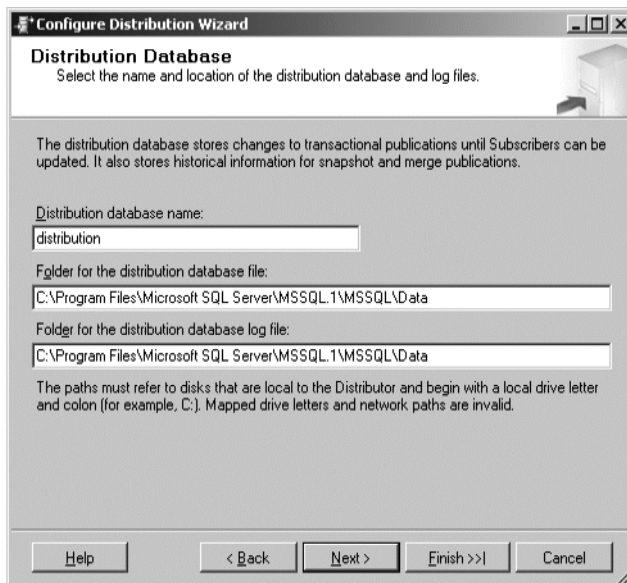 Configure Distribution Wizard
Distribution Database
Select the name and location of the distribution database and log files.
The distribution database stores changes to transactional publications until Subscribers can be
updated. It also stores historical information for snapshot and merge publications.
Distribution database name:
distribution
Folder for the distribution database file:
C:\Program Files\Microsoft SQL Server\MSSQL.1\MSSQL\Data
Folder for the distribution database log file:
C:\Program Files\Microsoft SQL Server\MSSQL.1\MSSQL\Data
The paths must refer to disks that are local to the Distributor and begin with a local drive letter
and colon (for example, C:). Mapped drive letters and network paths are invalid.
Help < Back Next > Finish >>| Cancel